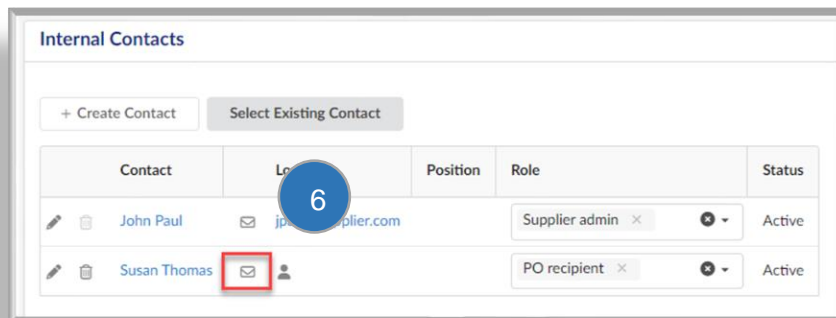 Internal Contacts
+ Create Contact Select Existing Contact
Contact Position Role Status
6
John Paul plier.com Supplier admin × Active
Susan Thomas PO recipient × Active